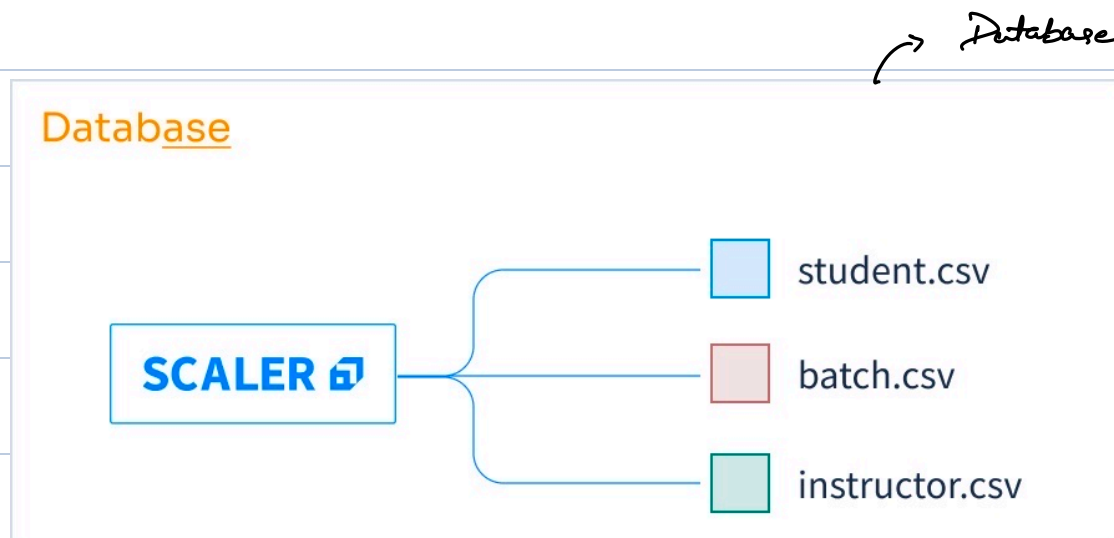 Database
Database
student.csv
SCALER
batch.csv
instructor.csv